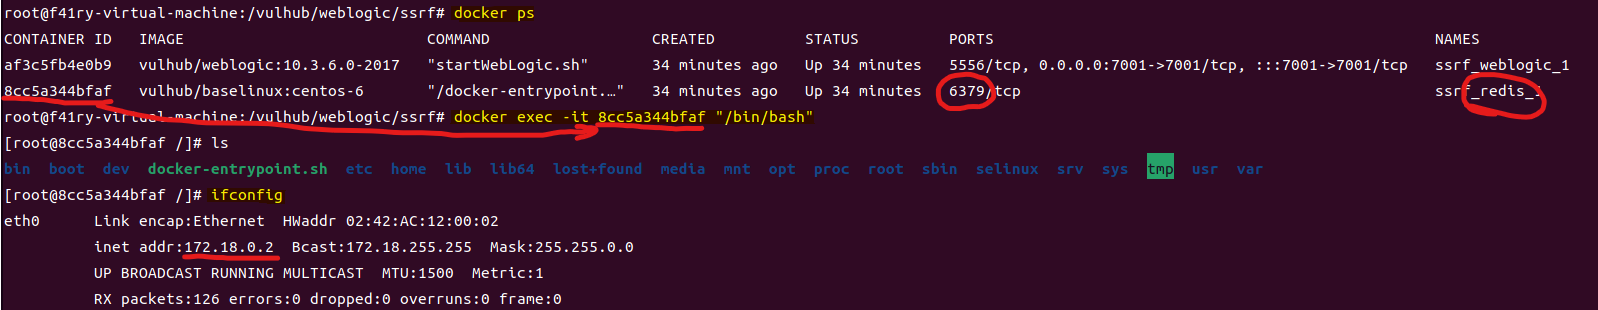 root@f41ry-virtual-machine:/vulhub/weblogic/ssrf# docker ps
CONTAINER ID   IMAGE                          COMMAND                  CREATED          STATUS          PORTS                                                 NAMES
af3c5fb4e0b9   vulhub/weblogic:10.3.6.0-2017   "startWebLogic.sh"       34 minutes ago   Up 34 minutes   5556/tcp, 0.0.0.0:7001->7001/tcp, :::7001->7001/tcp   ssrf_weblogic_1
8cc5a344bfaf   vulhub/baselinux:centos-6       "/docker-entrypoint.…"   34 minutes ago   Up 34 minutes   6379/tcp                                              ssrf_redis_1
root@f41ry-virtual-machine:/vulhub/weblogic/ssrf# docker exec -it 8cc5a344bfaf "/bin/bash"
[root@8cc5a344bfaf /]# ls
bin  boot  dev  docker-entrypoint.sh  etc  home  lib  lib64  lost+found  media  mnt  opt  proc  root  sbin  selinux  srv  sys  tmp  usr  var
[root@8cc5a344bfaf /]# ifconfig
eth0      Link encap:Ethernet  HWaddr 02:42:AC:12:00:02
          inet addr:172.18.0.2  Bcast:172.18.255.255  Mask:255.255.0.0
          UP BROADCAST RUNNING MULTICAST  MTU:1500  Metric:1
          RX packets:126 errors:0 dropped:0 overruns:0 frame:0